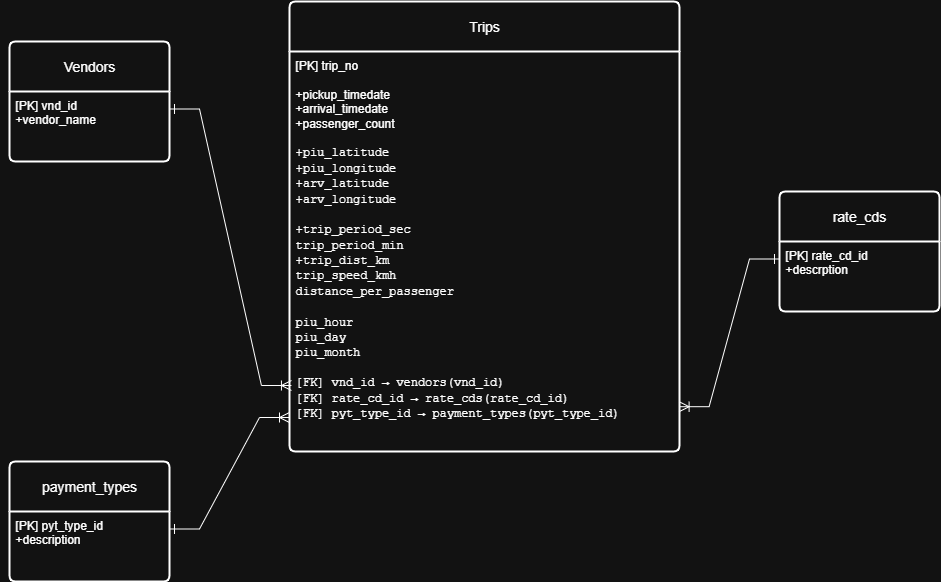 Trips
[PK] trip_no
+pickup_timedate
+arrival_timedate
+passenger_count
+piu_latitude
+piu_longitude
+arv_latitude
+arv_longitude
+trip_period_sec
trip_period_min
+trip_dist_km
trip_speed_kmh
distance_per_passenger
piu_hour
piu_day
piu_month
[FK] vnd_id → vendors(vnd_id)
[FK] rate_cd_id → rate_cds(rate_cd_id)
[FK] pyt_type_id → payment_types(pyt_type_id)
Vendors
[PK] vnd_id
+vendor_name
rate_cds
[PK] rate_cd_id
+descrption
payment_types
[PK] pyt_type_id
+description